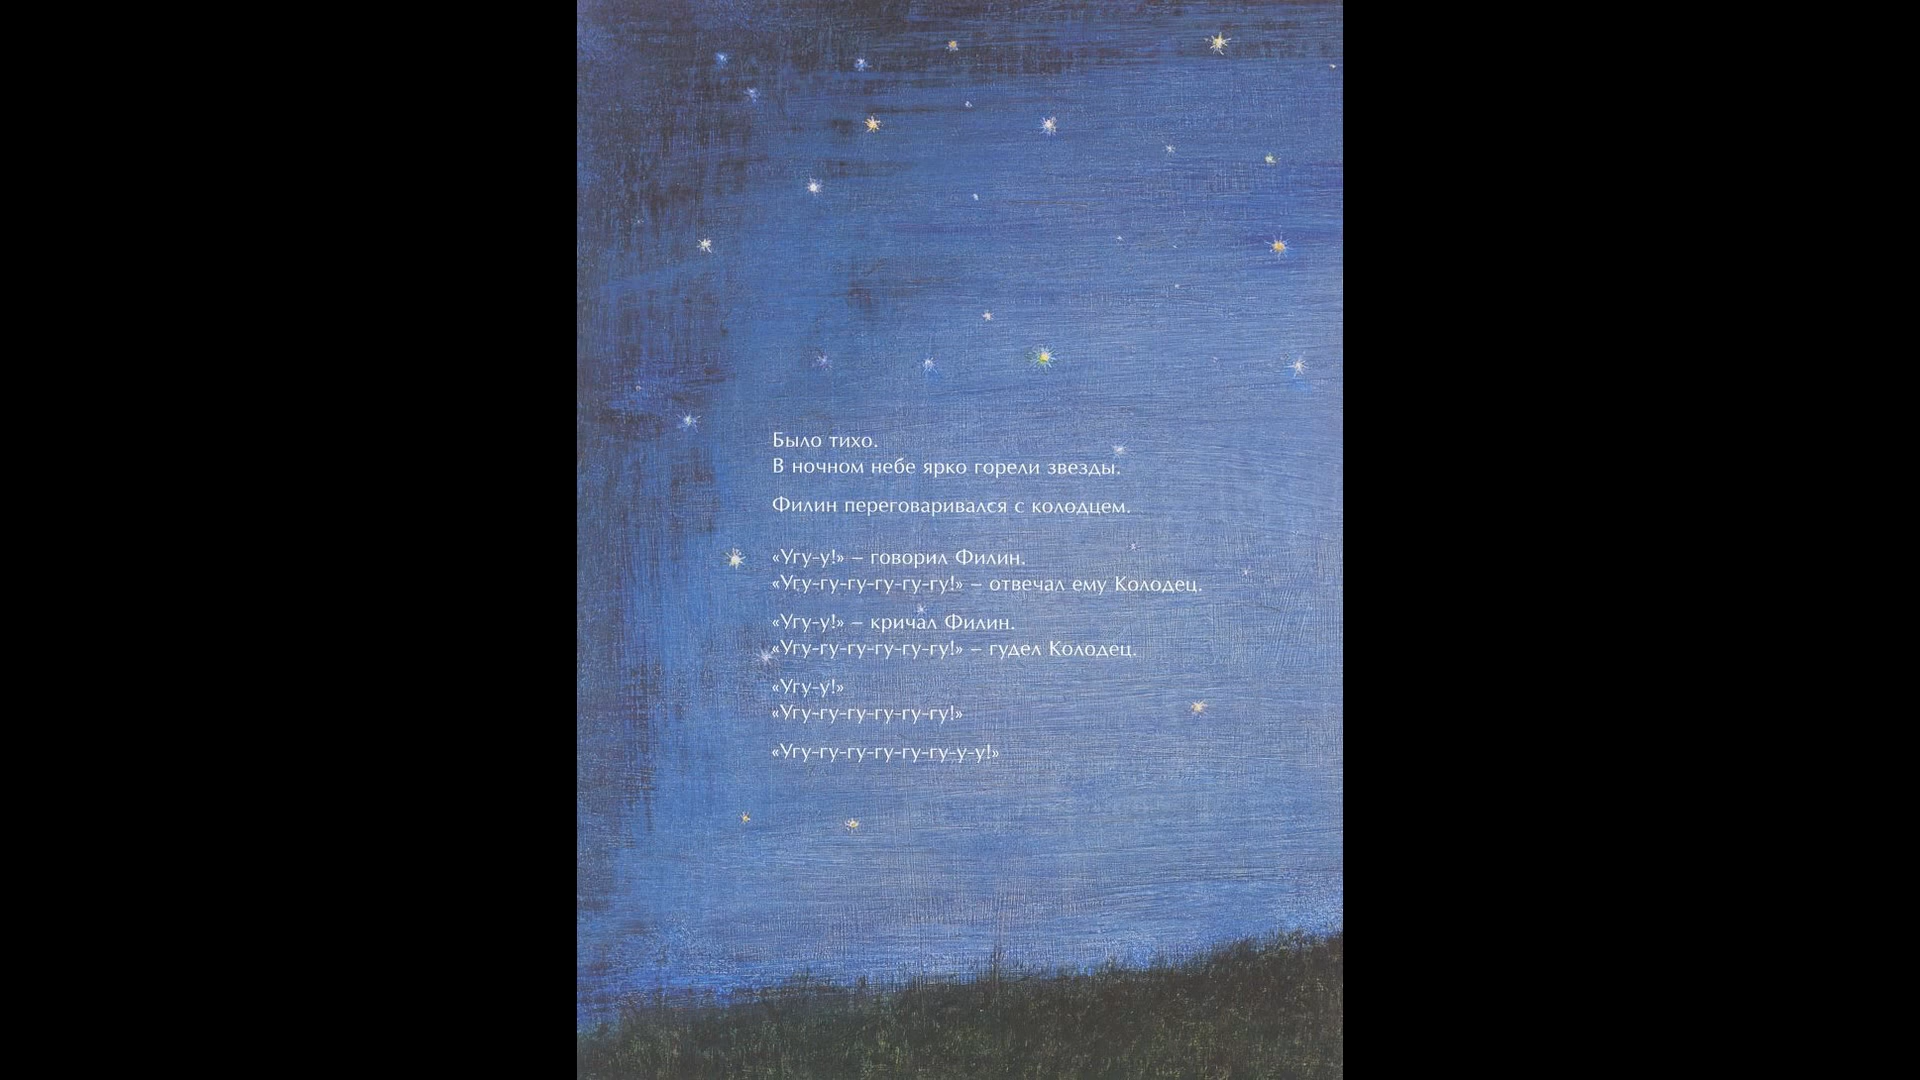 Было тихо.
В ночном небе ярко горели звезды.
Филин переговаривался с колодцем.
«Угу-у!» – говорил Филин.
«Угу-гу-гу-гу-гу-гу!» – отвечал ему Колодец.
«Угу-у!» – кричал Филин.
«Угу-гу-гу-гу-гу-гу!» – гудел Колодец.
«Угу-у!»
«Угу-гу-гу-гу-гу-гу!»
«Угу-гу-гу-гу-гу-гу-у-у!»